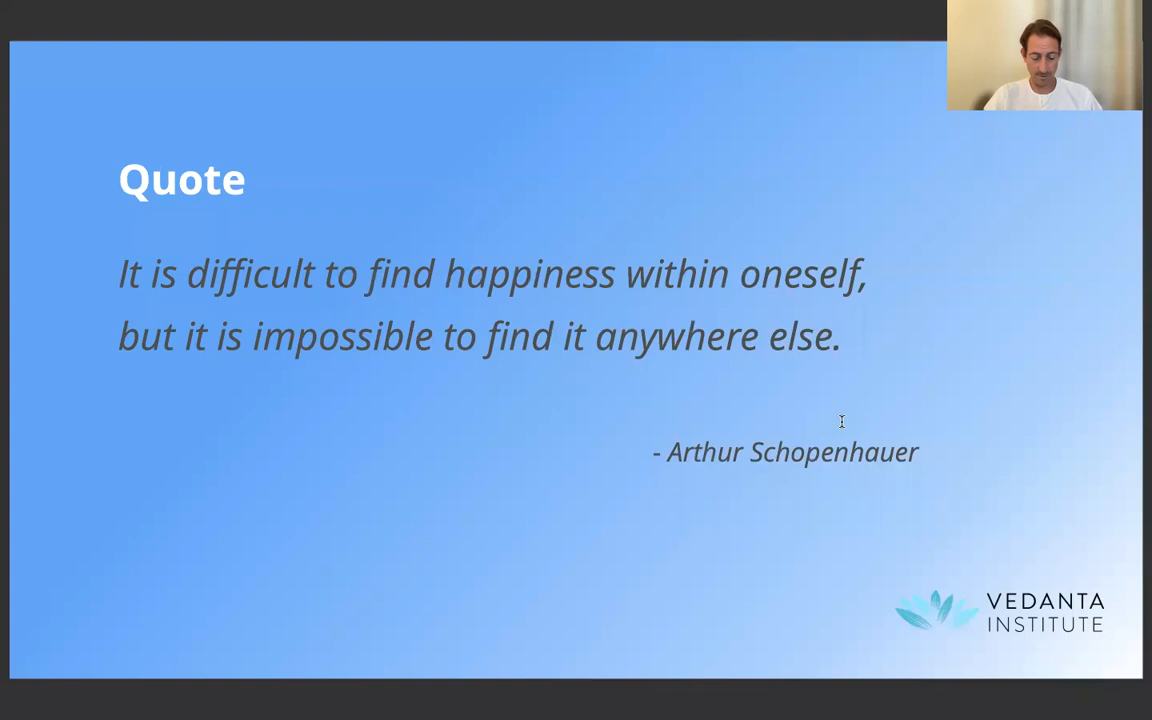 Quote
It is difficult to find happiness within oneself,
but it is impossible to find it anywhere else.
- Arthur Schopenhauer
VEDANTA
INSTITUTE